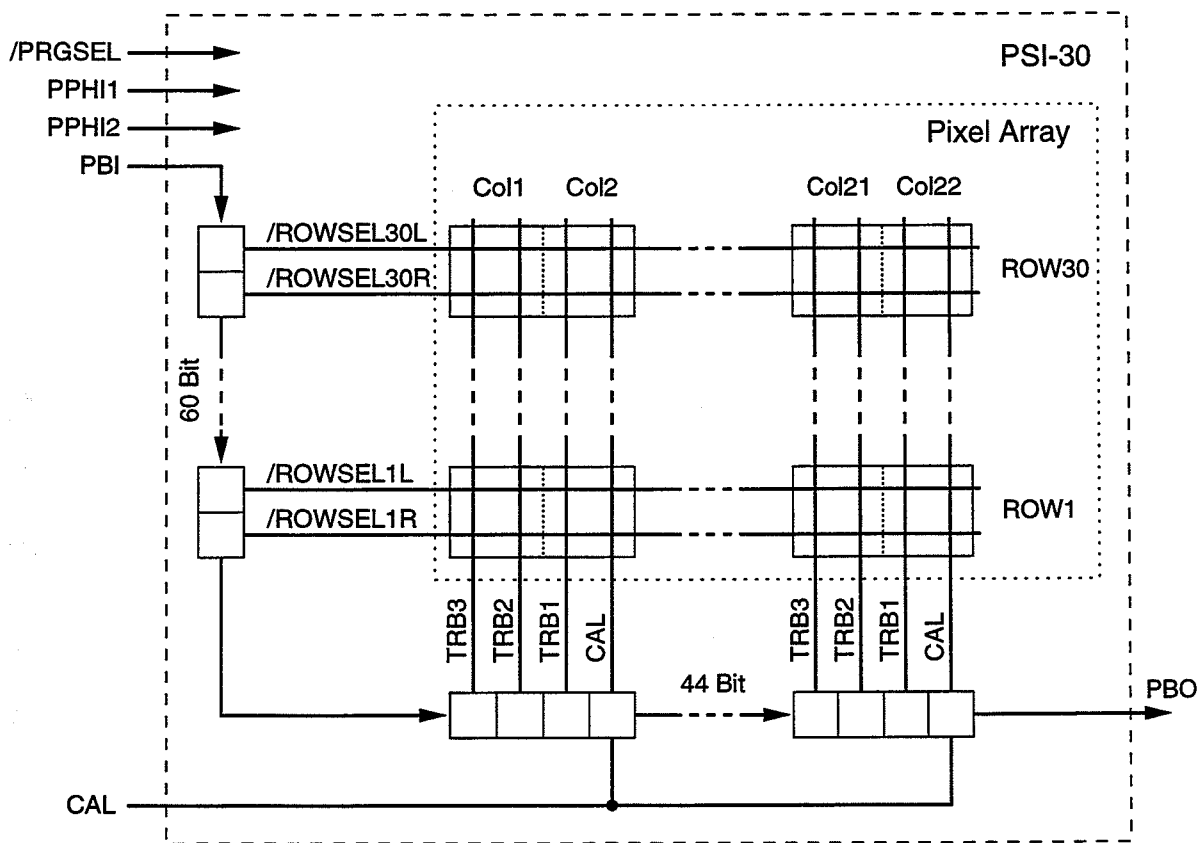 /PRGSEL
PSI-30
PPHI1
PPHI2
Pixel Array
PBI
Col1 Col2 Col21 Col22
/ROWSEL30L
ROW30
/ROWSEL30R
60 Bit
/ROWSEL1L
ROW1
/ROWSEL1R
TRB3 TRB2 TRB1 CAL TRB3 TRB2 TRB1 CAL
44 Bit
PBO
CAL